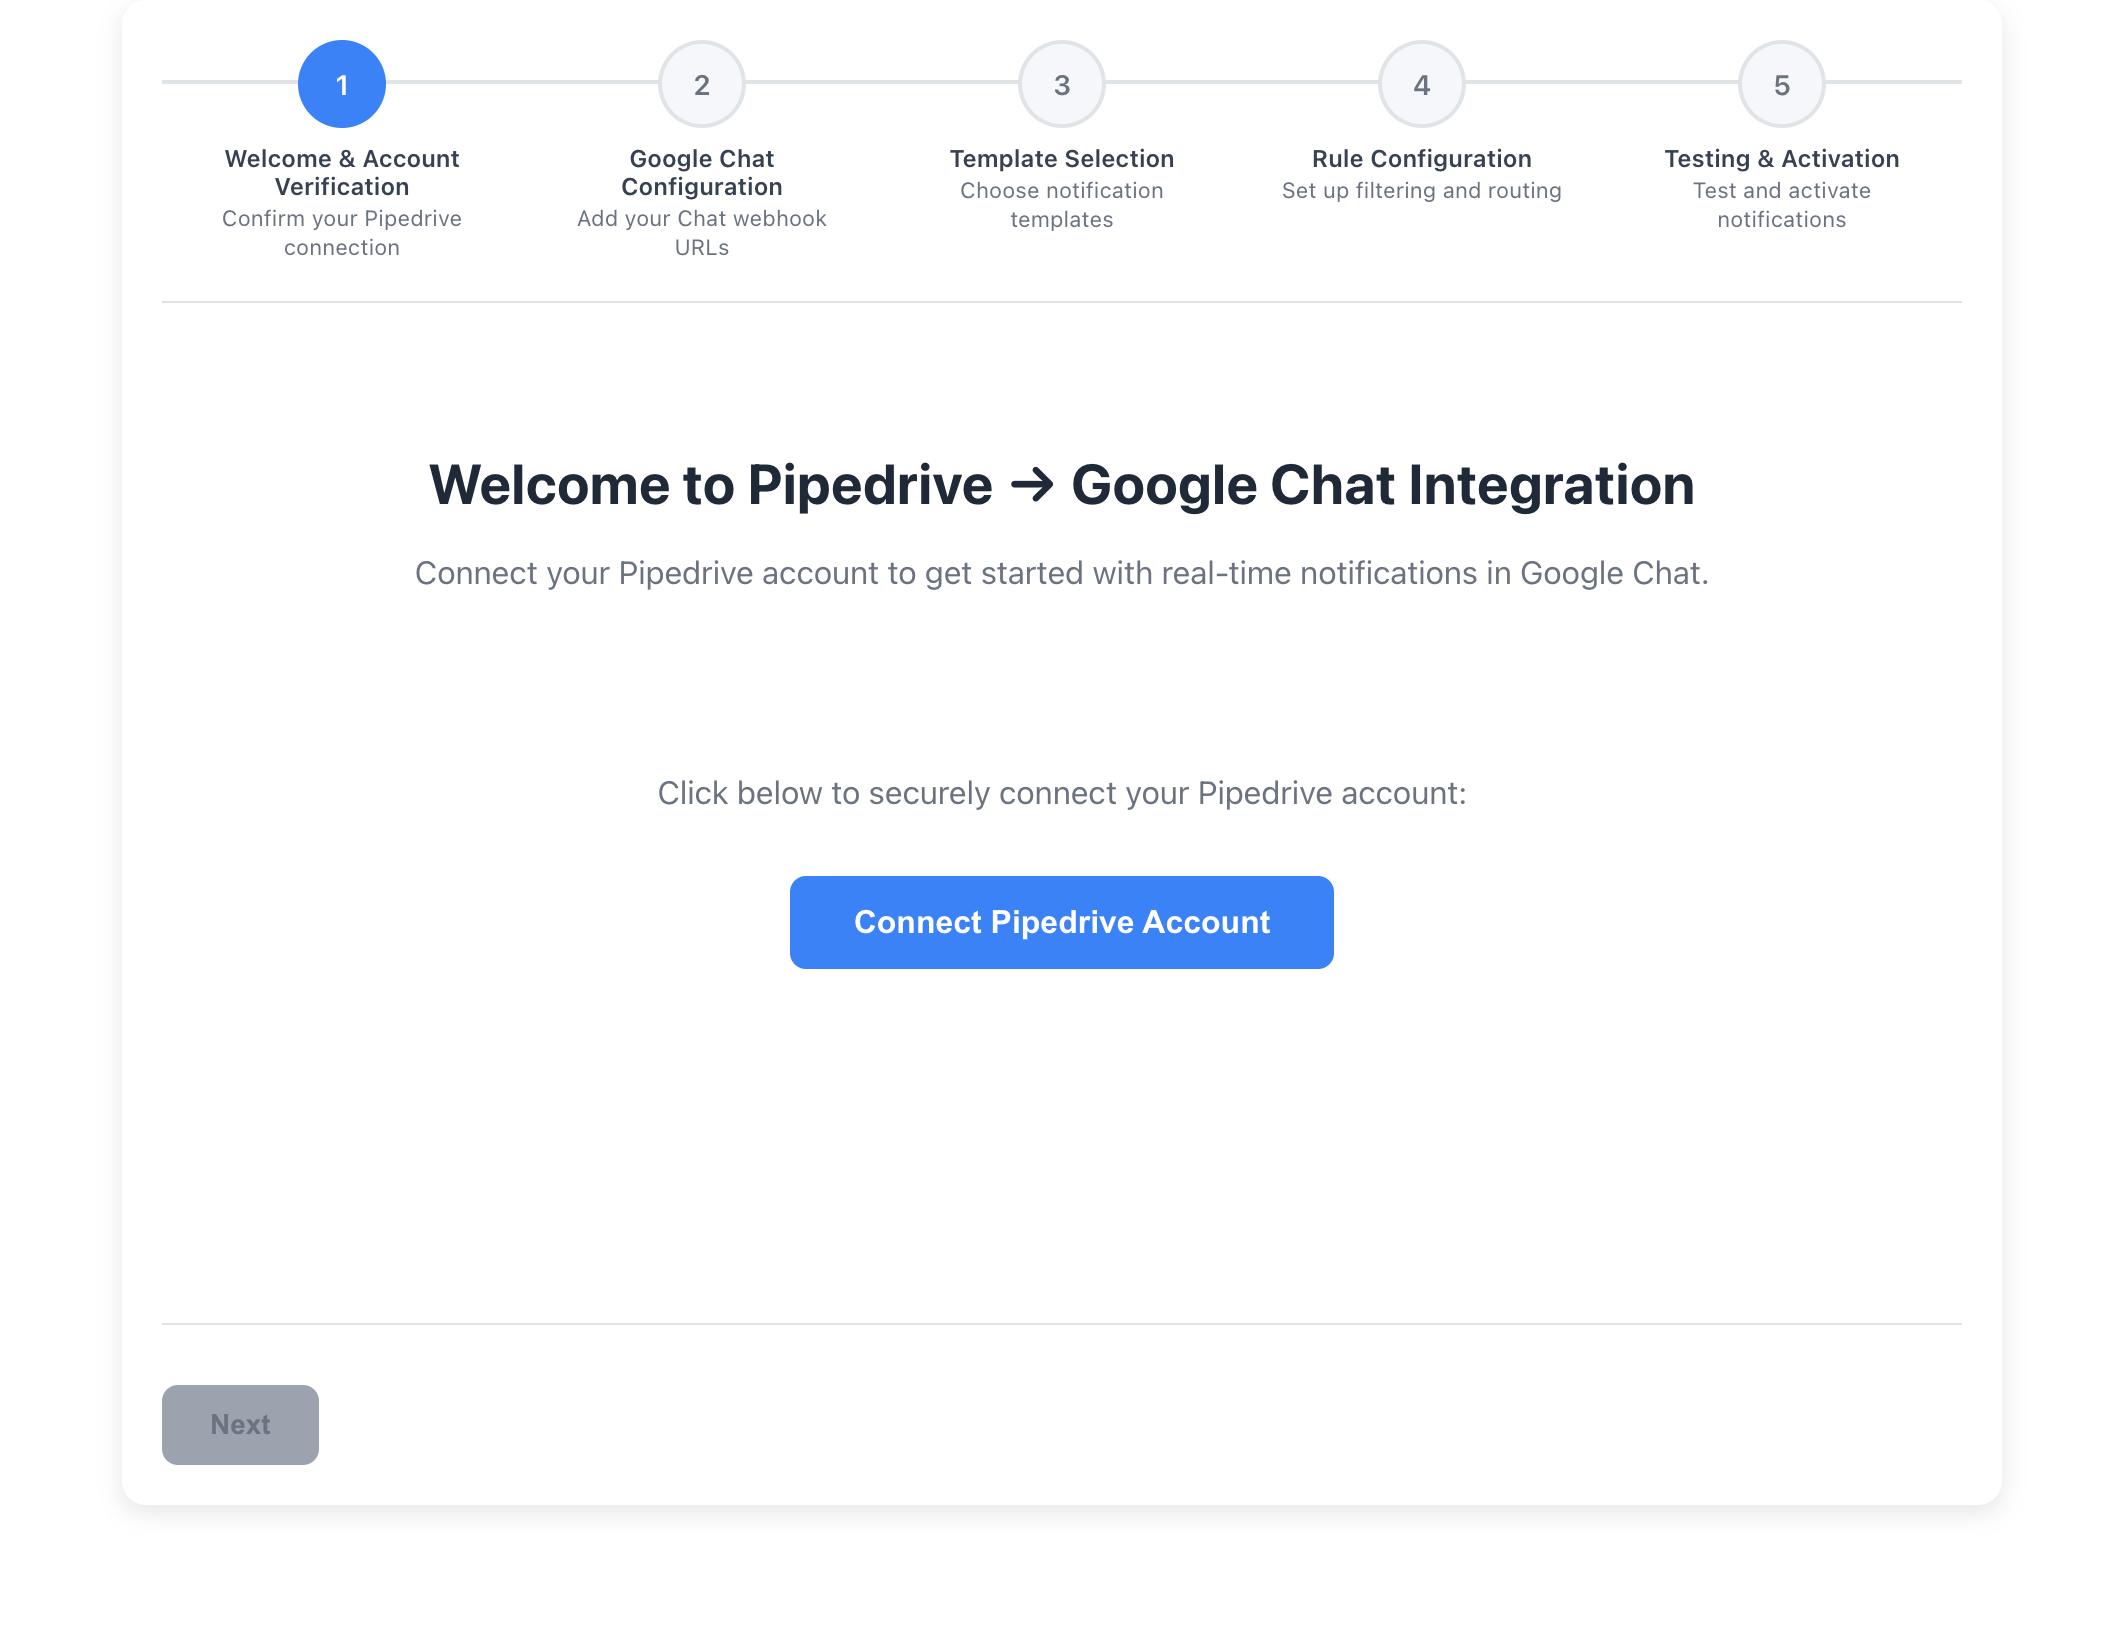 1
Welcome & Account
Verification
Confirm your Pipedrive
connection
2
Google Chat
Configuration
Add your Chat webhook
URLs
3
Template Selection
Choose notification
templates
4
Rule Configuration
Set up filtering and routing
5
Testing & Activation
Test and activate
notifications
Welcome to Pipedrive → Google Chat Integration
Connect your Pipedrive account to get started with real-time notifications in Google Chat.
Click below to securely connect your Pipedrive account:
Connect Pipedrive Account
Next